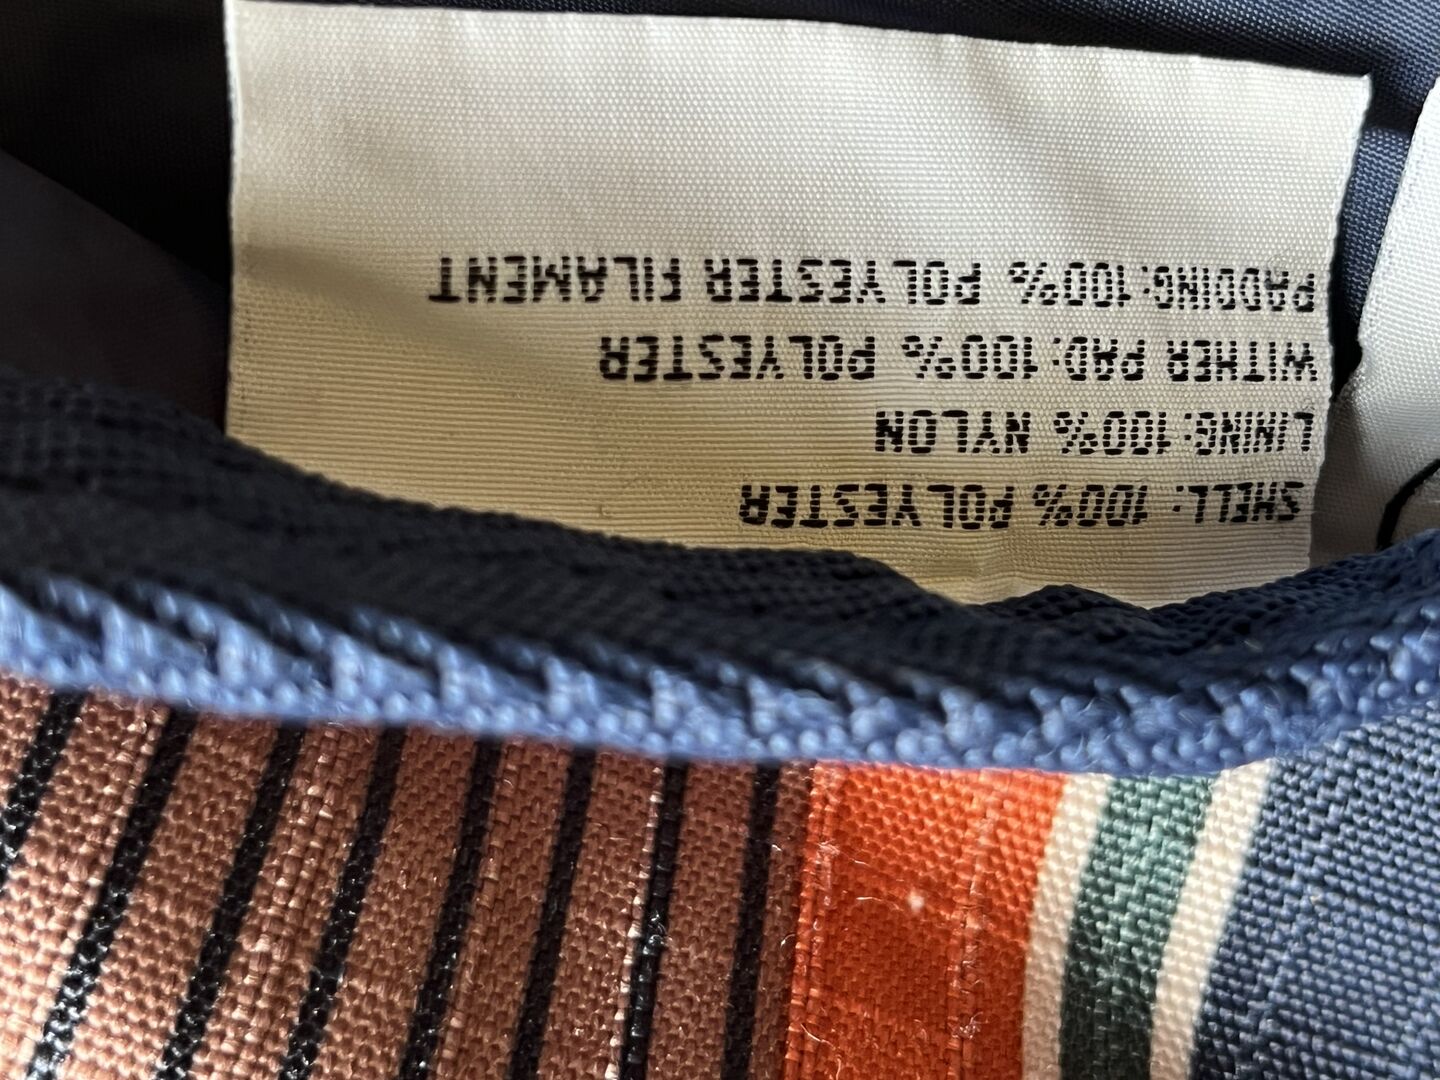 SHELL: 100% POLYESTER
LINING:100% NYLON
WITHER PAD:100% POLYESTER
PADDING:100% POLYESTER FILAMENT